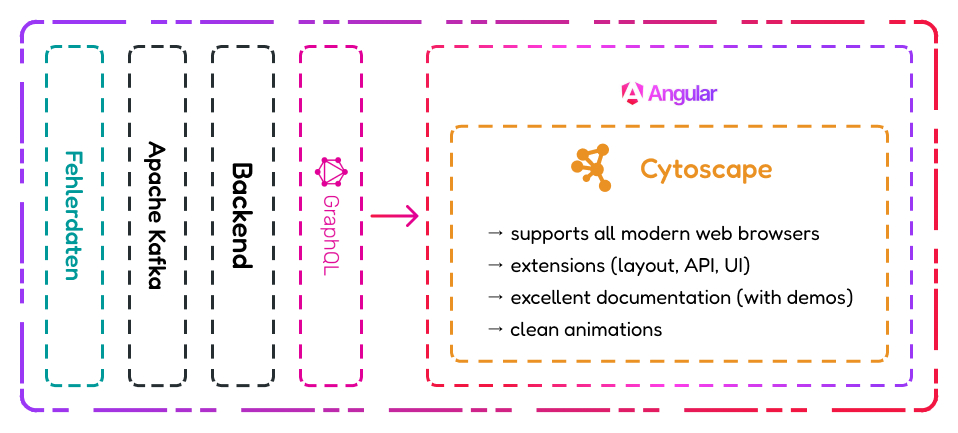 Fehlerdaten
Apache Kafka
Backend
GraphQL
Angular
Cytoscape
→ supports all modern web browsers
→ extensions (layout, API, UI)
→ excellent documentation (with demos)
→ clean animations